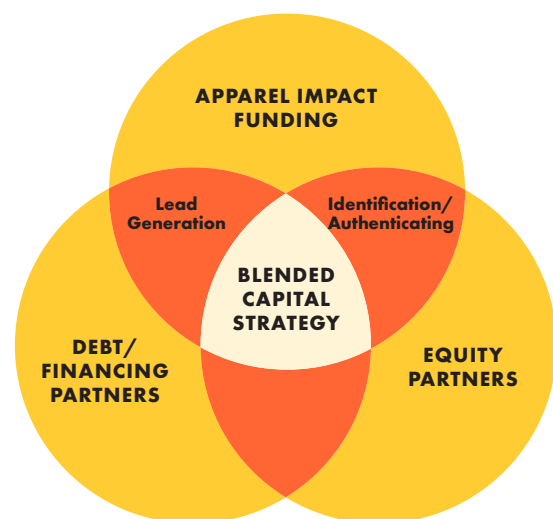 APPAREL IMPACT
FUNDING
Lead
Generation
Identification/
Authenticating
BLENDED
CAPITAL
STRATEGY
DEBT/
FINANCING
PARTNERS
EQUITY
PARTNERS